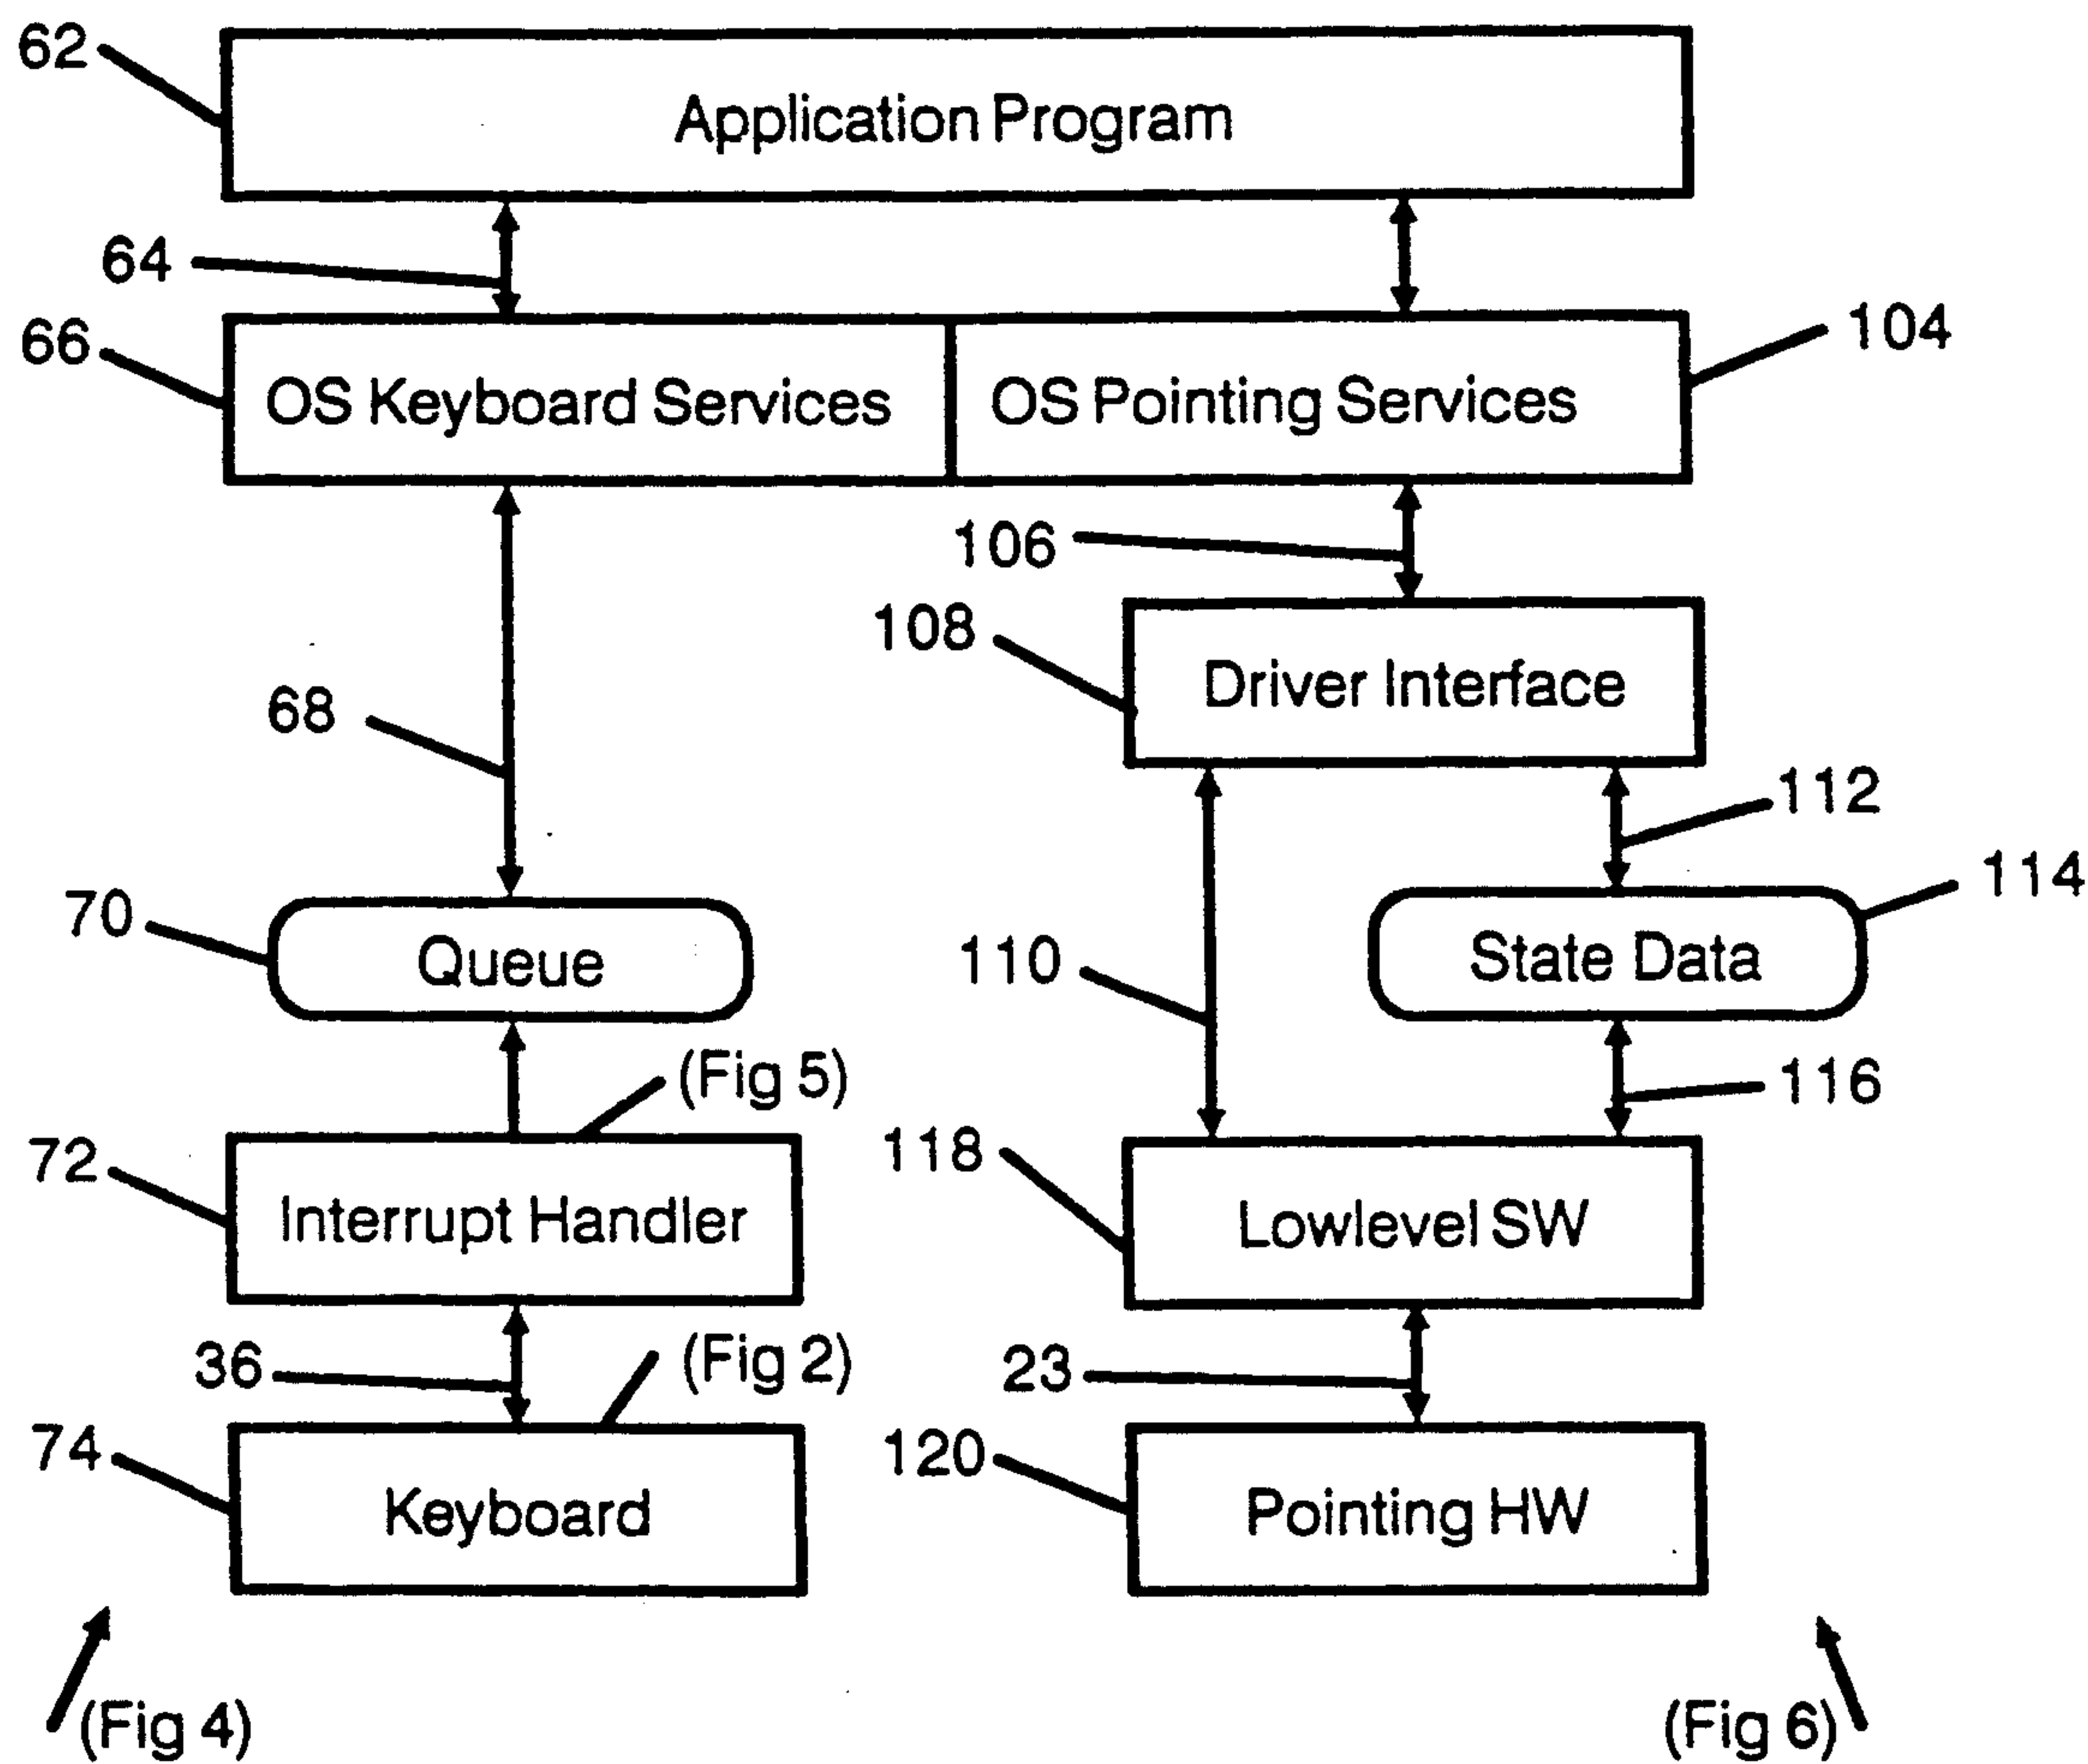 62
Application Program
64
66
104
OS Keyboard Services
OS Pointing Services
106
108
Driver Interface
68
112
114
70
Queue
110
State Data
(Fig 5)
116
72
118
Interrupt Handler
Lowlevel SW
36
(Fig 2)
23
74
120
Keyboard
Pointing HW
(Fig 4)
(Fig 6)